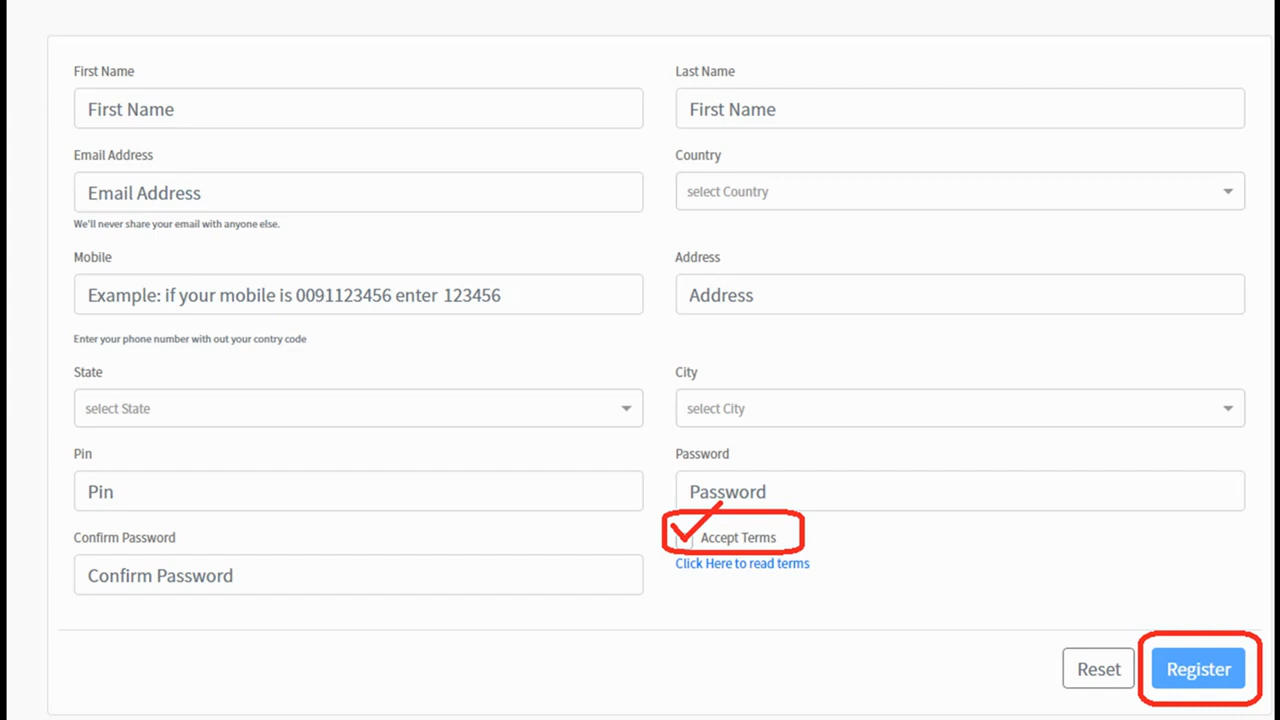 First Name
Last Name
First Name
First Name
Email Address
Country
Email Address
select Country
We'll never share your email with anyone else.
Mobile
Address
Example: if your mobile is 0091123456 enter 123456
Address
Enter your phone number with out your contry code
State
City
select State
select City
Pin
Password
Pin
Password
Confirm Password
Accept Terms
Confirm Password
Click Here to read terms
Reset
Register